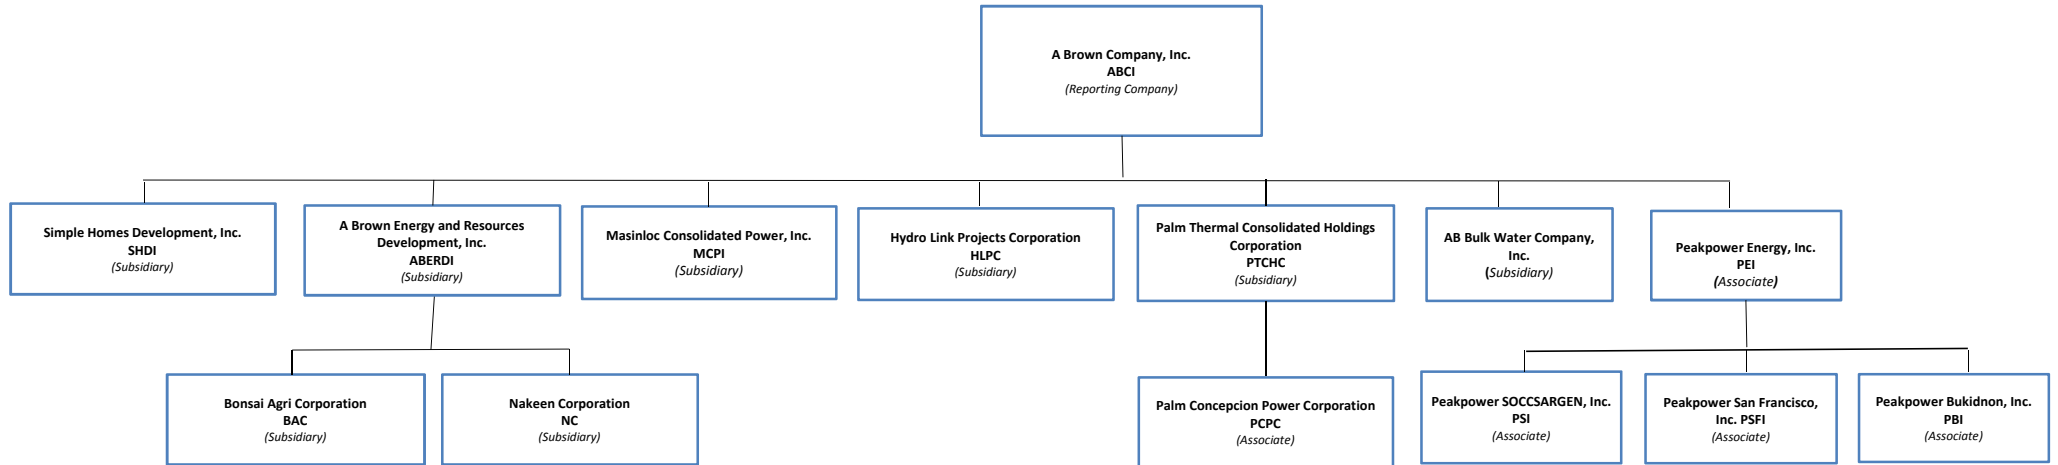 A Brown Company, Inc.
ABCI
(Reporting Company)
Simple Homes Development, Inc.
SHDI
(Subsidiary)
A Brown Energy and Resources
Development, Inc.
ABERDI
(Subsidiary)
Masinloc Consolidated Power, Inc.
MCPI
(Subsidiary)
Hydro Link Projects Corporation
HLPC
(Subsidiary)
Palm Thermal Consolidated Holdings
Corporation
PTCHC
(Subsidiary)
AB Bulk Water Company,
Inc.
(Subsidiary)
Peakpower Energy, Inc.
PEI
(Associate)
Bonsai Agri Corporation
BAC
(Subsidiary)
Nakeen Corporation
NC
(Subsidiary)
Palm Concepcion Power Corporation
PCPC
(Associate)
Peakpower SOCCSARGEN, Inc.
PSI
(Associate)
Peakpower San Francisco,
Inc. PSFI
(Associate)
Peakpower Bukidnon, Inc.
PBI
(Associate)